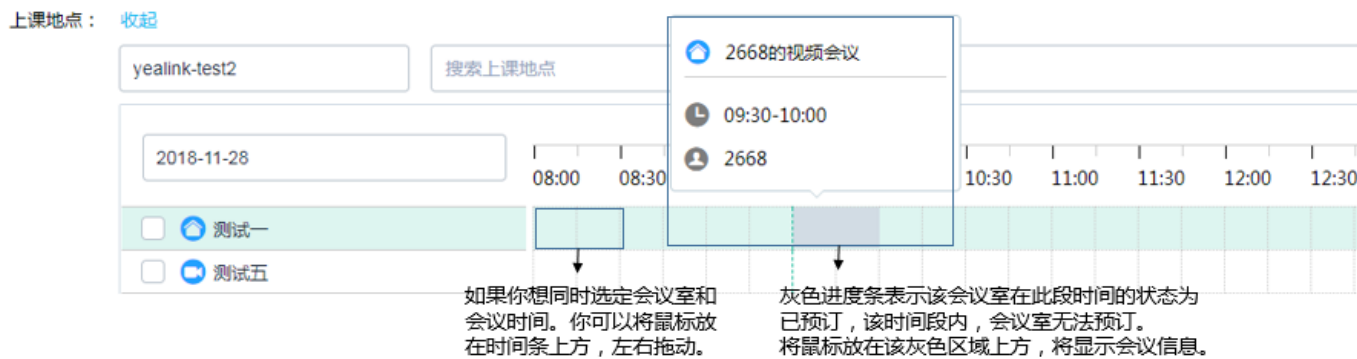 上课地点： 收起
yealink-test2 搜索上课地点
2668的视频会议
09:30-10:00
2668
2018-11-28
08:00 08:30 10:30 11:00 11:30 12:00 12:30
测试一
测试五
如果你想同时选定会议室和
会议时间。你可以将鼠标放
在时间条上方，左右拖动。
灰色进度条表示该会议室在此段时间的状态为
已预订，该时间段内，会议室无法预订。
将鼠标放在该灰色区域上方，将显示会议信息。